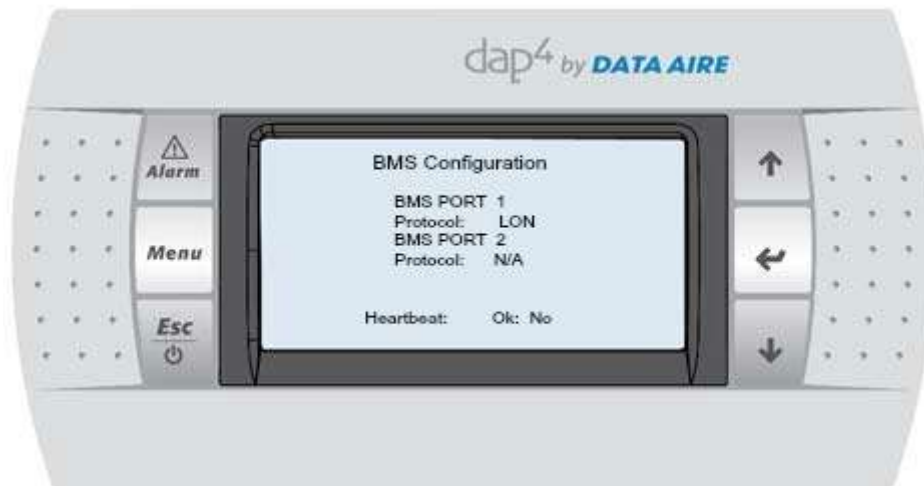 dap4 by DATA AIRE
Alarm
Menu
Esc
BMS Configuration
BMS PORT 1
Protocol: LON
BMS PORT 2
Protocol: N/A
Heartbeat: Ok: No